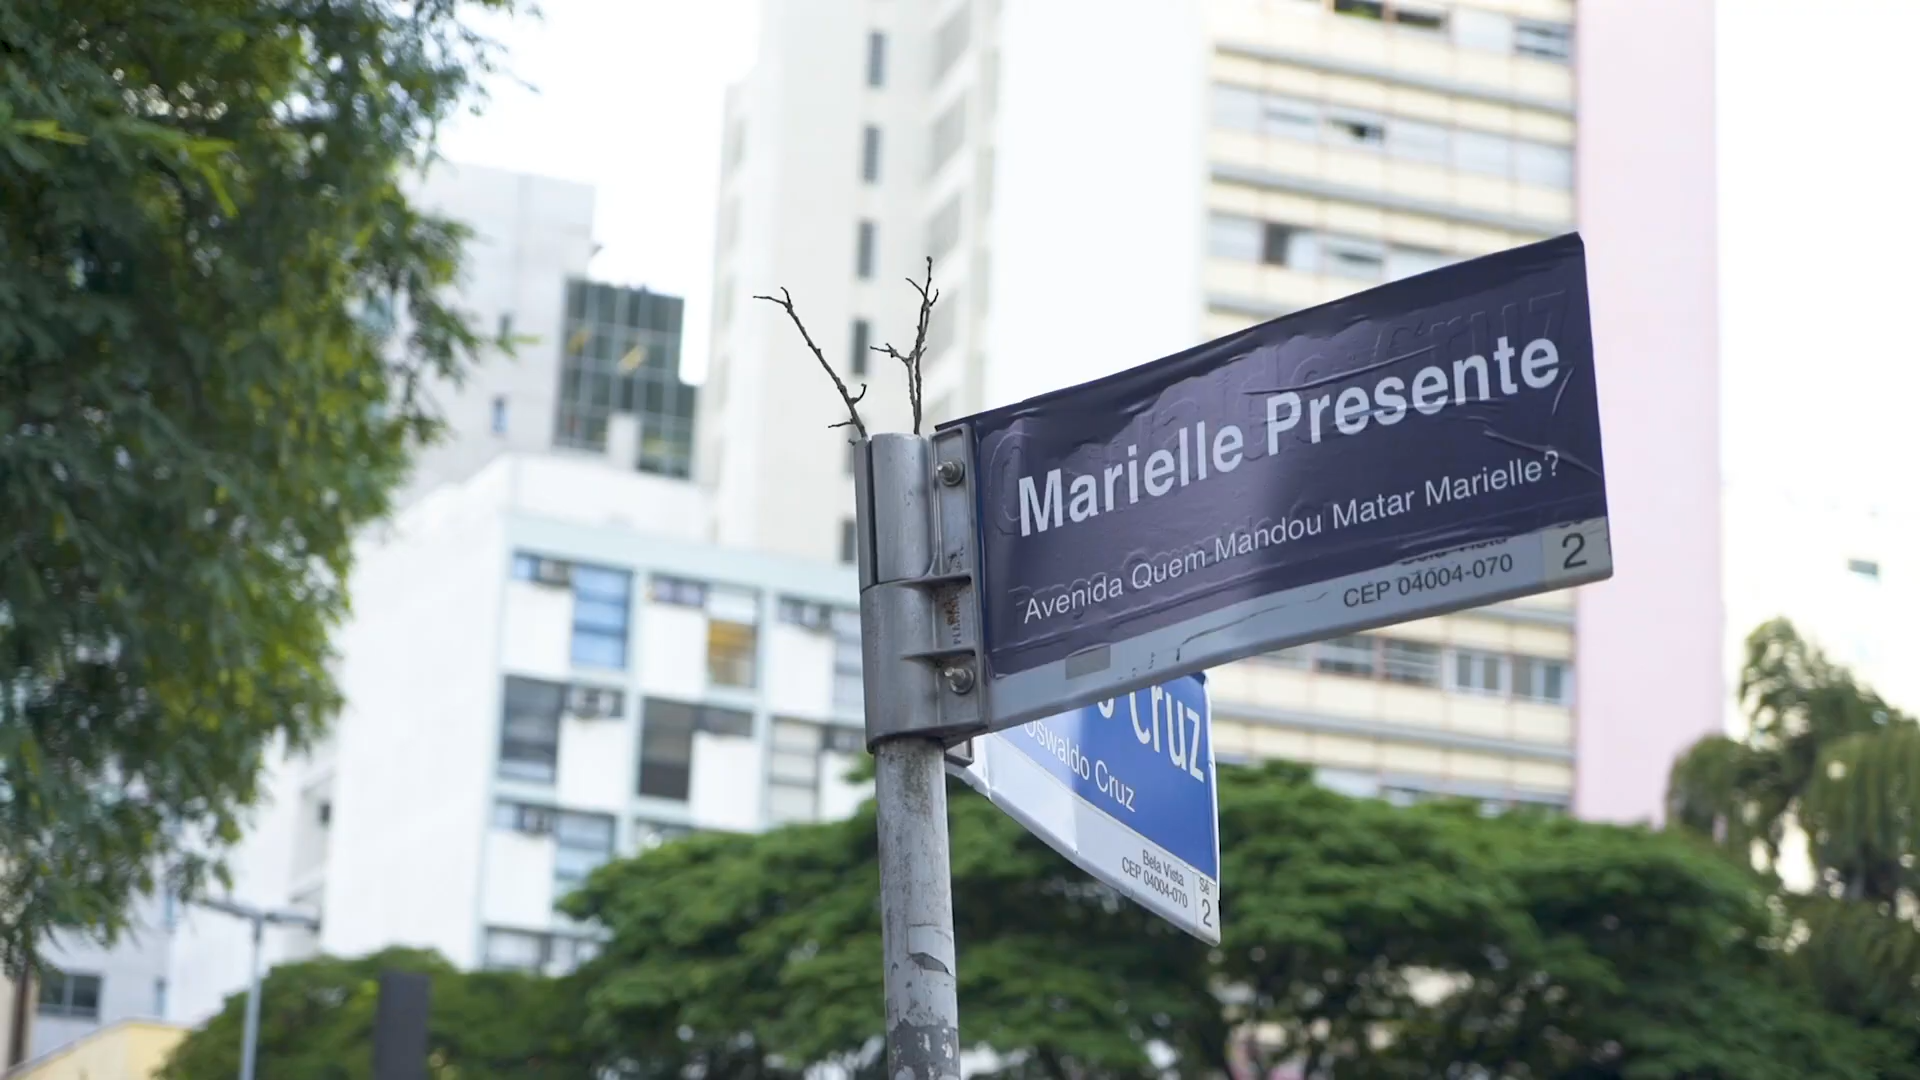 Marielle Presente
Avenida Quem Mandou Matar Marielle?
CEP 04004-070
2
Cruz
Oswaldo Cruz
Bela Vista
CEP 04004-070
Sé
2